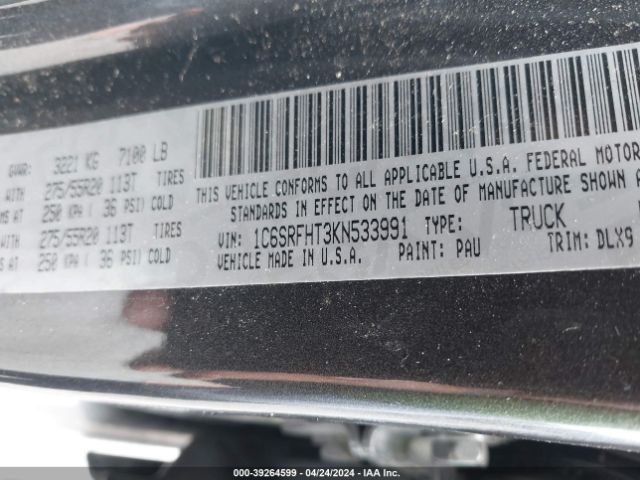 GVWR: 3221 KG 7100 LB
WITH 275/55R20 113T TIRES
AT 250 KPA ( 36 PSI) COLD
WITH 275/55R20 113T TIRES
AT 250 KPA ( 36 PSI) COLD
THIS VEHICLE CONFORMS TO ALL APPLICABLE U.S.A. FEDERAL MOTOR
STANDARDS IN EFFECT ON THE DATE OF MANUFACTURE SHOWN A
VIN: 1C6SRFHT3KN533991 TYPE: TRUCK
VEHICLE MADE IN U.S.A. PAINT: PAU TRIM: DLX9
000-39264599 - 04/24/2024 - IAA Inc.